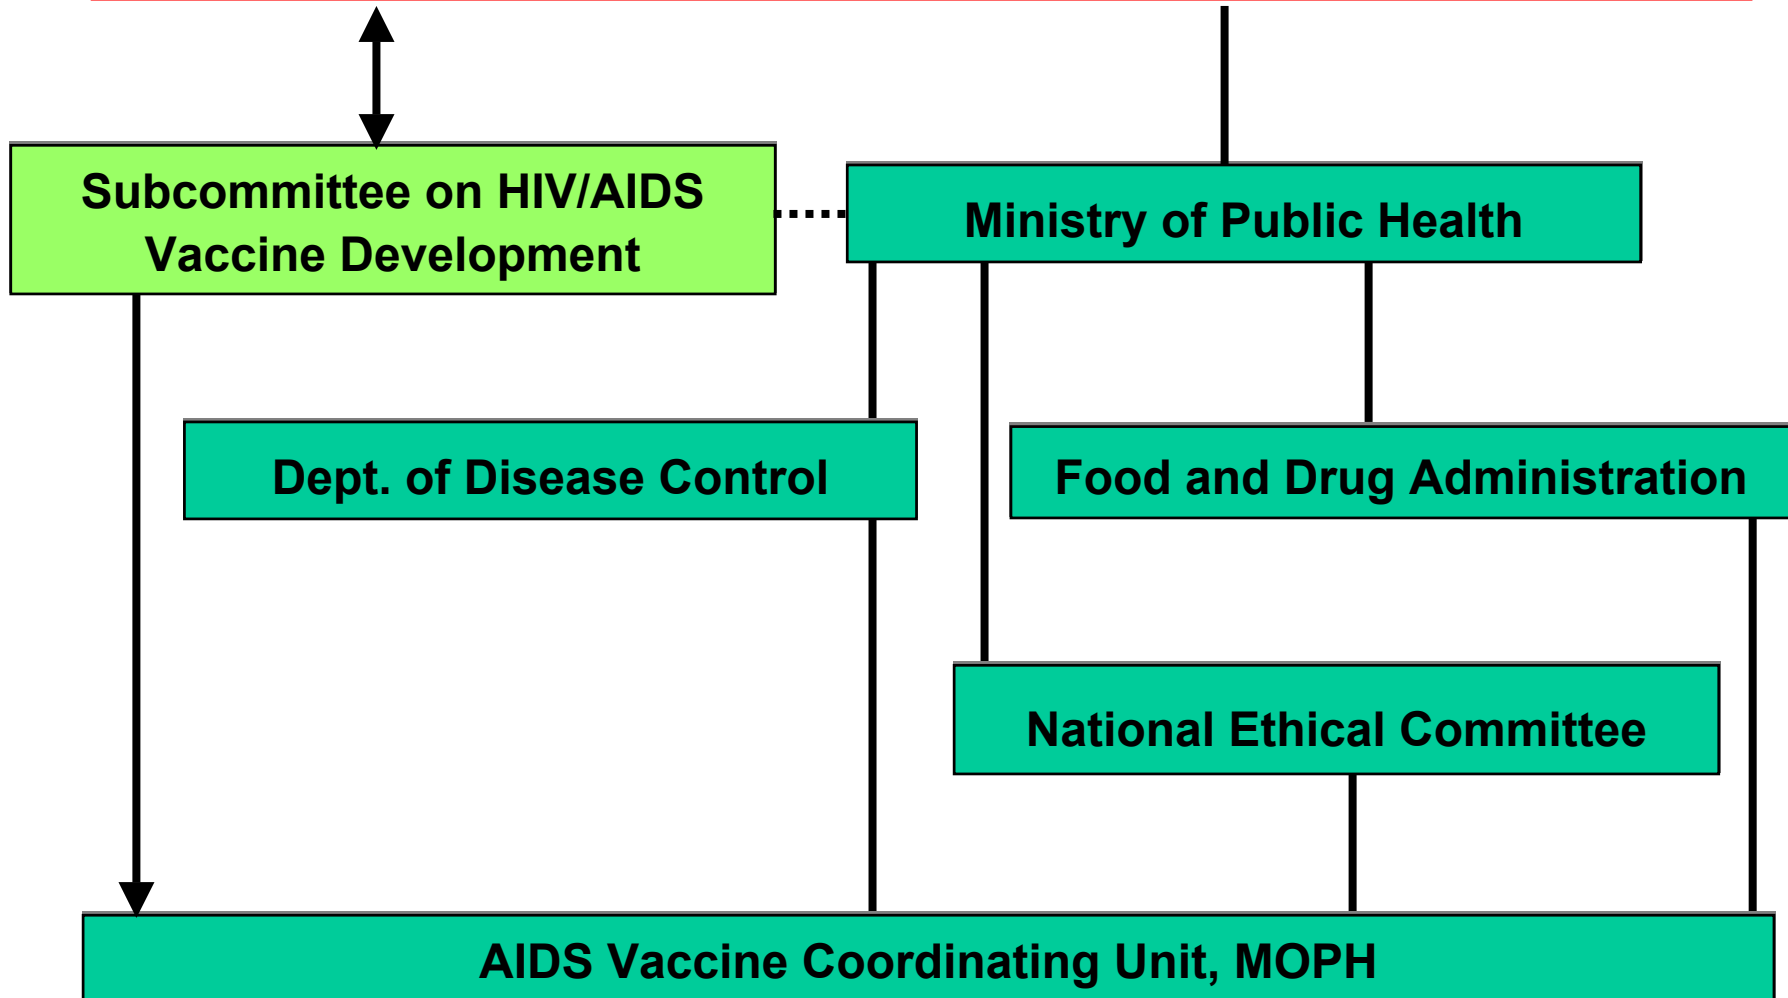 Subcommittee on HIV/AIDS
Vaccine Development
Ministry of Public Health
Dept. of Disease Control
Food and Drug Administration
National Ethical Committee
AIDS Vaccine Coordinating Unit, MOPH